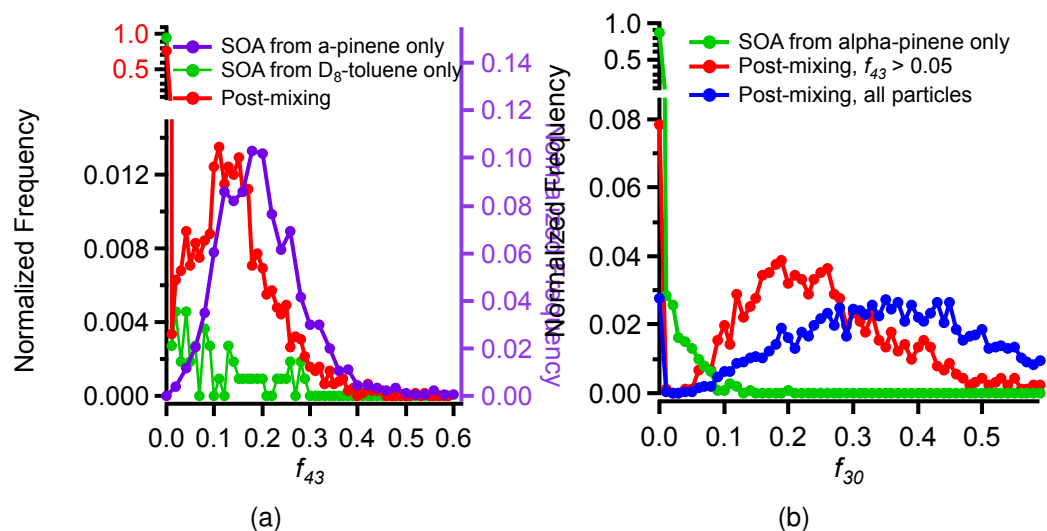 1.0
0.5
0.012
0.008
0.004
0.000
Normalized Frequency
SOA from a-pinene only
SOA from D8-toluene only
Post-mixing
0.14
0.12
0.10
0.08
0.06
0.04
0.02
0.00
Normalized Frequency
0.0 0.1 0.2 0.3 0.4 0.5 0.6
f43
(a)
1.0
0.5
0.08
0.06
0.04
0.02
0.00
Normalized Frequency
SOA from alpha-pinene only
Post-mixing, f43 > 0.05
Post-mixing, all particles
0.0 0.1 0.2 0.3 0.4 0.5
f30
(b)